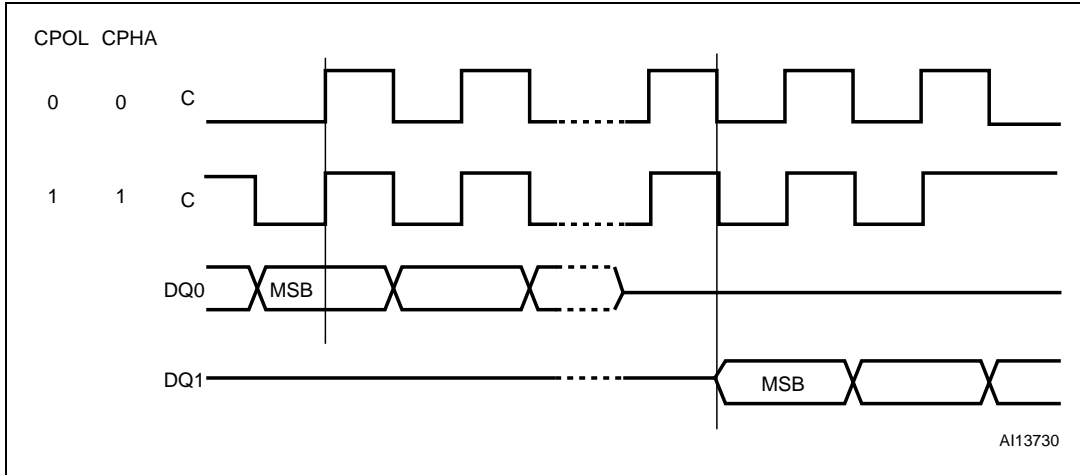 CPOL CPHA
0 0 C
1 1 C
DQ0 MSB
DQ1 MSB
AI13730